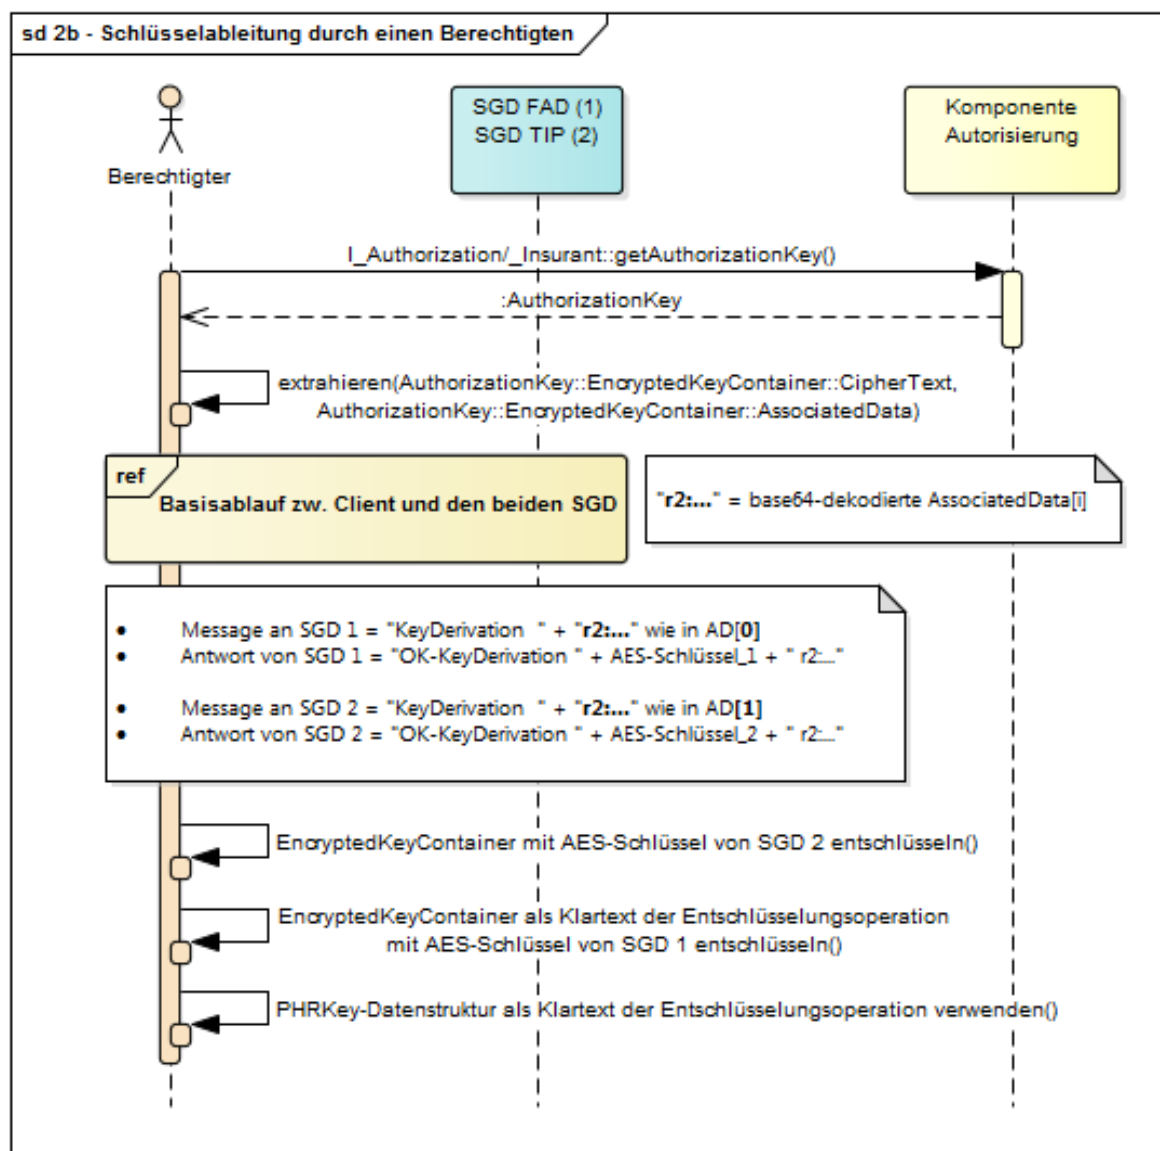 sd 2b - Schlüsselableitung durch einen Berechtigten
SGD FAD (1)
SGD TIP (2)
Komponente
Autorisierung
Berechtigter
I_Authorization/_Insurant::getAuthorizationKey()
:AuthorizationKey
extrahieren(AuthorizationKey::EncryptedKeyContainer::CipherText,
AuthorizationKey::EncryptedKeyContainer::AssociatedData)
ref
Basisablauf zw. Client und den beiden SGD
"r2:..." = base64-dekodierte AssociatedData[i]
• Message an SGD 1 = "KeyDerivation " + "r2:..." wie in AD[0]
• Antwort von SGD 1 = "OK-KeyDerivation " + AES-Schlüssel_1 + " r2:..."
• Message an SGD 2 = "KeyDerivation " + "r2:..." wie in AD[1]
• Antwort von SGD 2 = "OK-KeyDerivation " + AES-Schlüssel_2 + " r2:..."
EncryptedKeyContainer mit AES-Schlüssel von SGD 2 entschlüseln()
EncryptedKeyContainer als Klartext der Entschlüsselungsoperation
mit AES-Schlüssel von SGD 1 entschlüseln()
PHRKey-Datenstruktur als Klartext der Entschlüsselungsoperation verwenden()